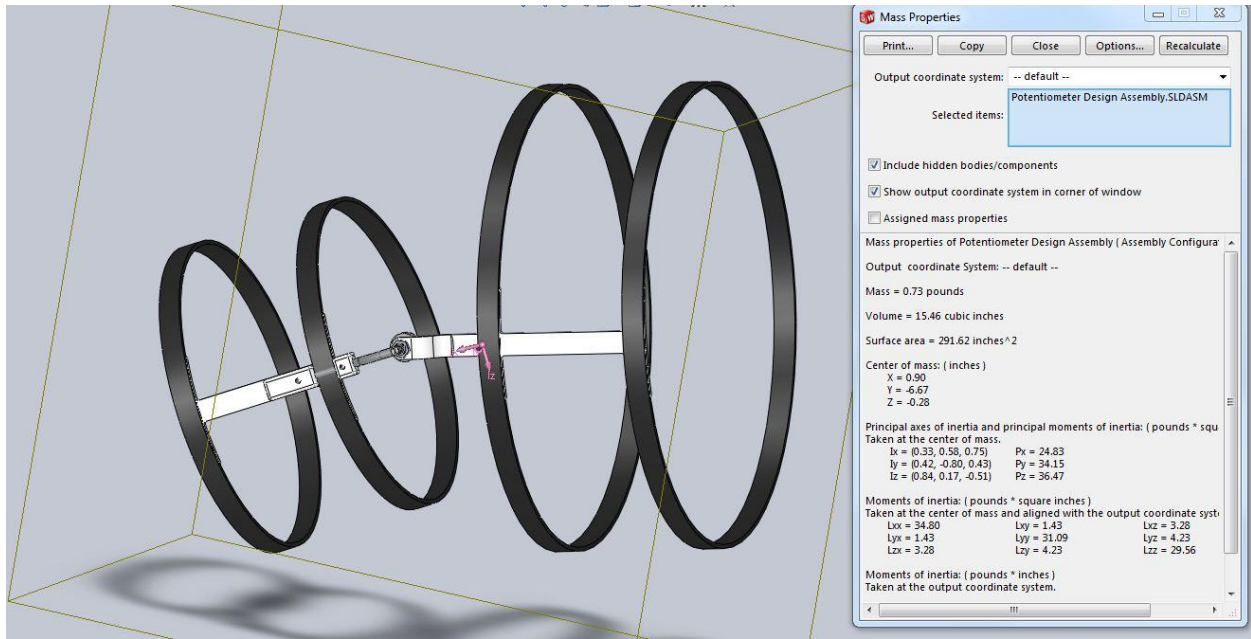 Mass Properties
Print... Copy Close Options... Recalculate
Output coordinate system: -- default --
Selected items: Potentiometer Design Assembly.SLDASM
Include hidden bodies/components
Show output coordinate system in corner of window
Assigned mass properties
Mass properties of Potentiometer Design Assembly ( Assembly Configura
Output coordinate System: -- default --
Mass = 0.73 pounds
Volume = 15.46 cubic inches
Surface area = 291.62 inches^2
Center of mass: ( inches )
X = 0.90
Y = -6.67
Z = -0.28
Principal axes of inertia and principal moments of inertia: ( pounds * squ
Taken at the center of mass.
Ix = (0.33, 0.58, 0.75) Px = 24.83
Iy = (0.42, -0.80, 0.43) Py = 34.15
Iz = (0.84, 0.17, -0.51) Pz = 36.47
Moments of inertia: ( pounds * square inches )
Taken at the center of mass and aligned with the output coordinate syst
Lxx = 34.80 Lxy = 1.43 Lxz = 3.28
Lyx = 1.43 Lyy = 31.09 Lyz = 4.23
Lzx = 3.28 Lzy = 4.23 Lzz = 29.56
Moments of inertia: ( pounds * inches )
Taken at the output coordinate system.
z